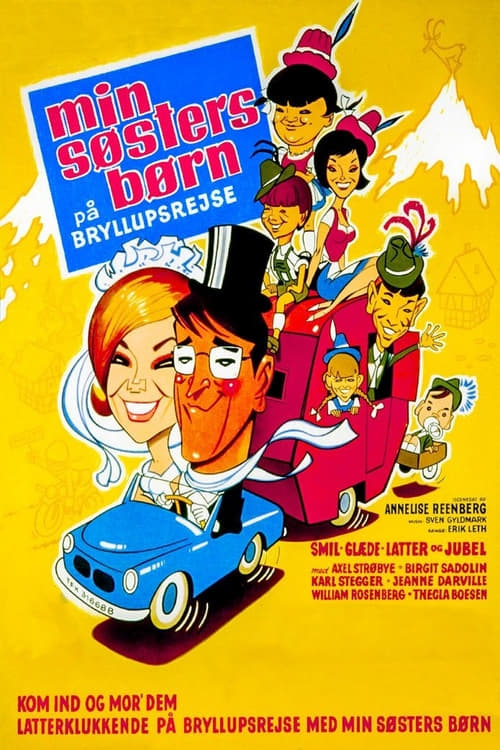 min
søsters
børn
på
BRYLLUPSREJSE
ISCENESAT AF
ANNELISE REENBERG
MUSIK: SVEN GYLDMARK
SANGE: ERIK LETH
SMIL · GLÆDE · LATTER OG JUBEL
med AXEL STRØBYE · BIRGIT SADOLIN
KARL STEGGER · JEANNE DARVILLE
WILLIAM ROSENBERG · THECLA BOESEN
KOM IND OG MOR' DEM
LATTERKLUKKENDE PÅ BRYLLUPSREJSE MED MIN SØSTERS BØRN